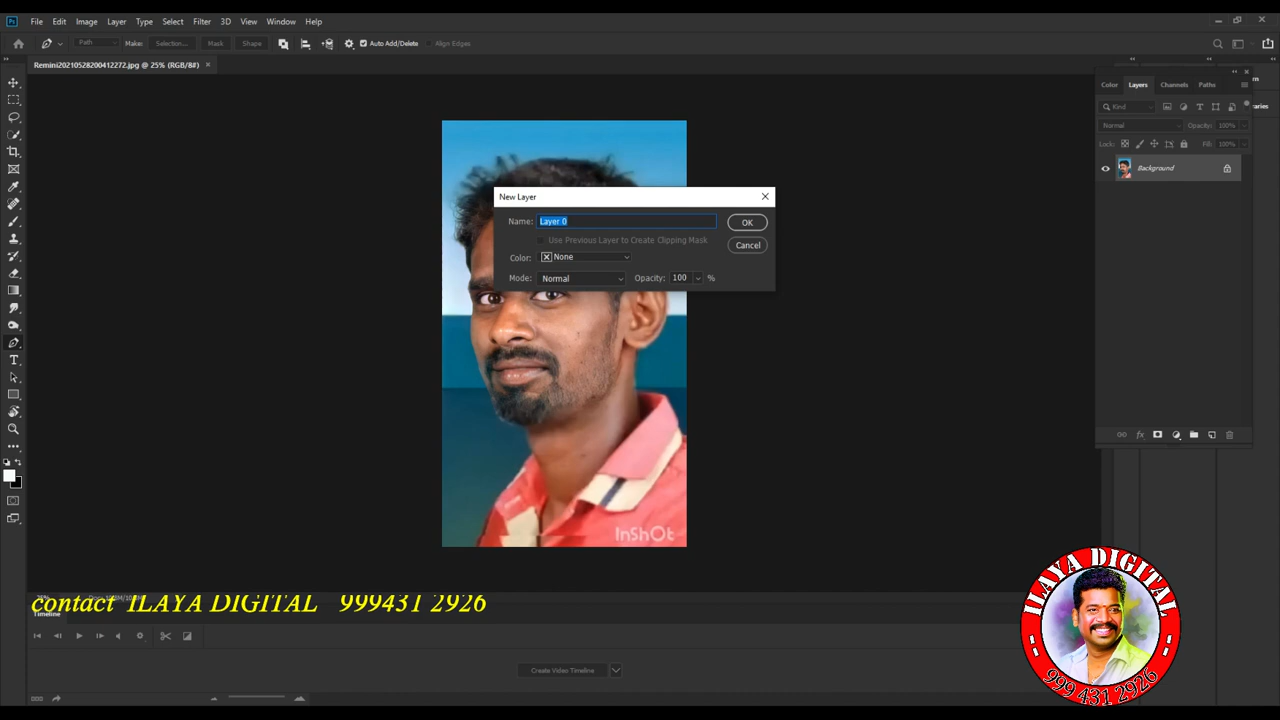 Ps File Edit Image Layer Type Select Filter 3D View Window Help
Path Make: Selection... Mask Shape Auto Add/Delete Align Edges
Remini20210528200412272.jpg @ 25% (RGB/8#) ×
Color Layers Channels Paths
Kind
Normal Opacity: 100%
Lock: Fill: 100%
Background
New Layer
Name: Layer 0 OK
Use Previous Layer to Create Clipping Mask
Cancel
Color: None
Mode: Normal Opacity: 100 %
InShOt
contact ILAYA DIGITAL 999431 2926
Timeline
Create Video Timeline
ILAYA DIGITAL
999 431 2926